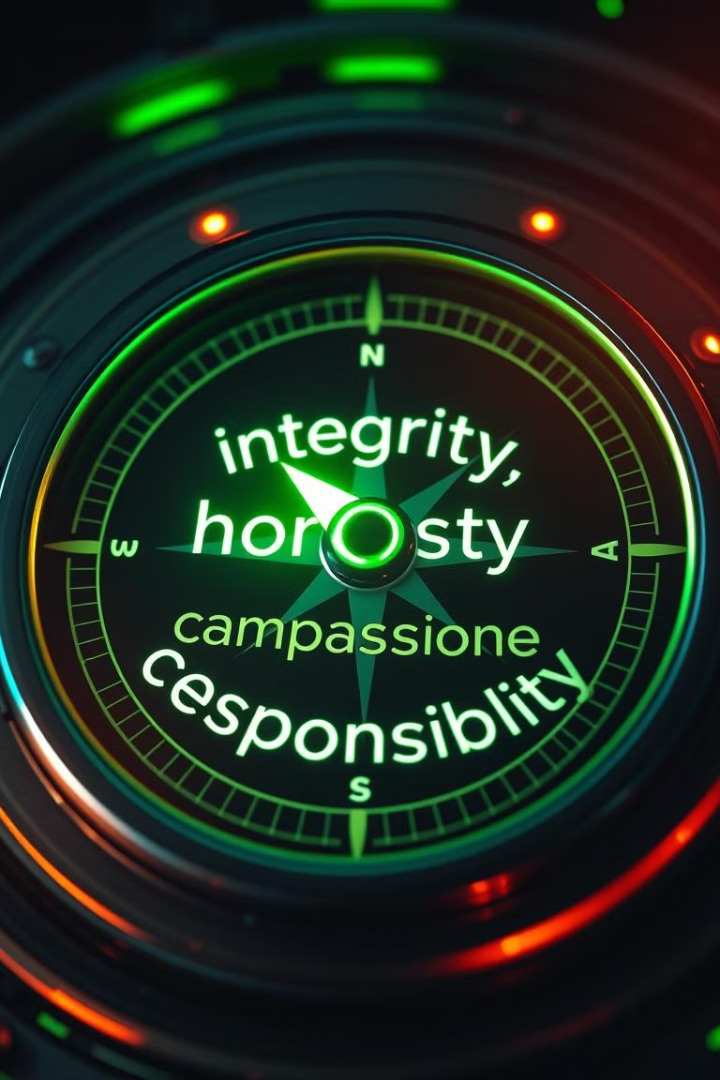 N
integrity,
ω horOsty A
campassione
cesponsiblity
S